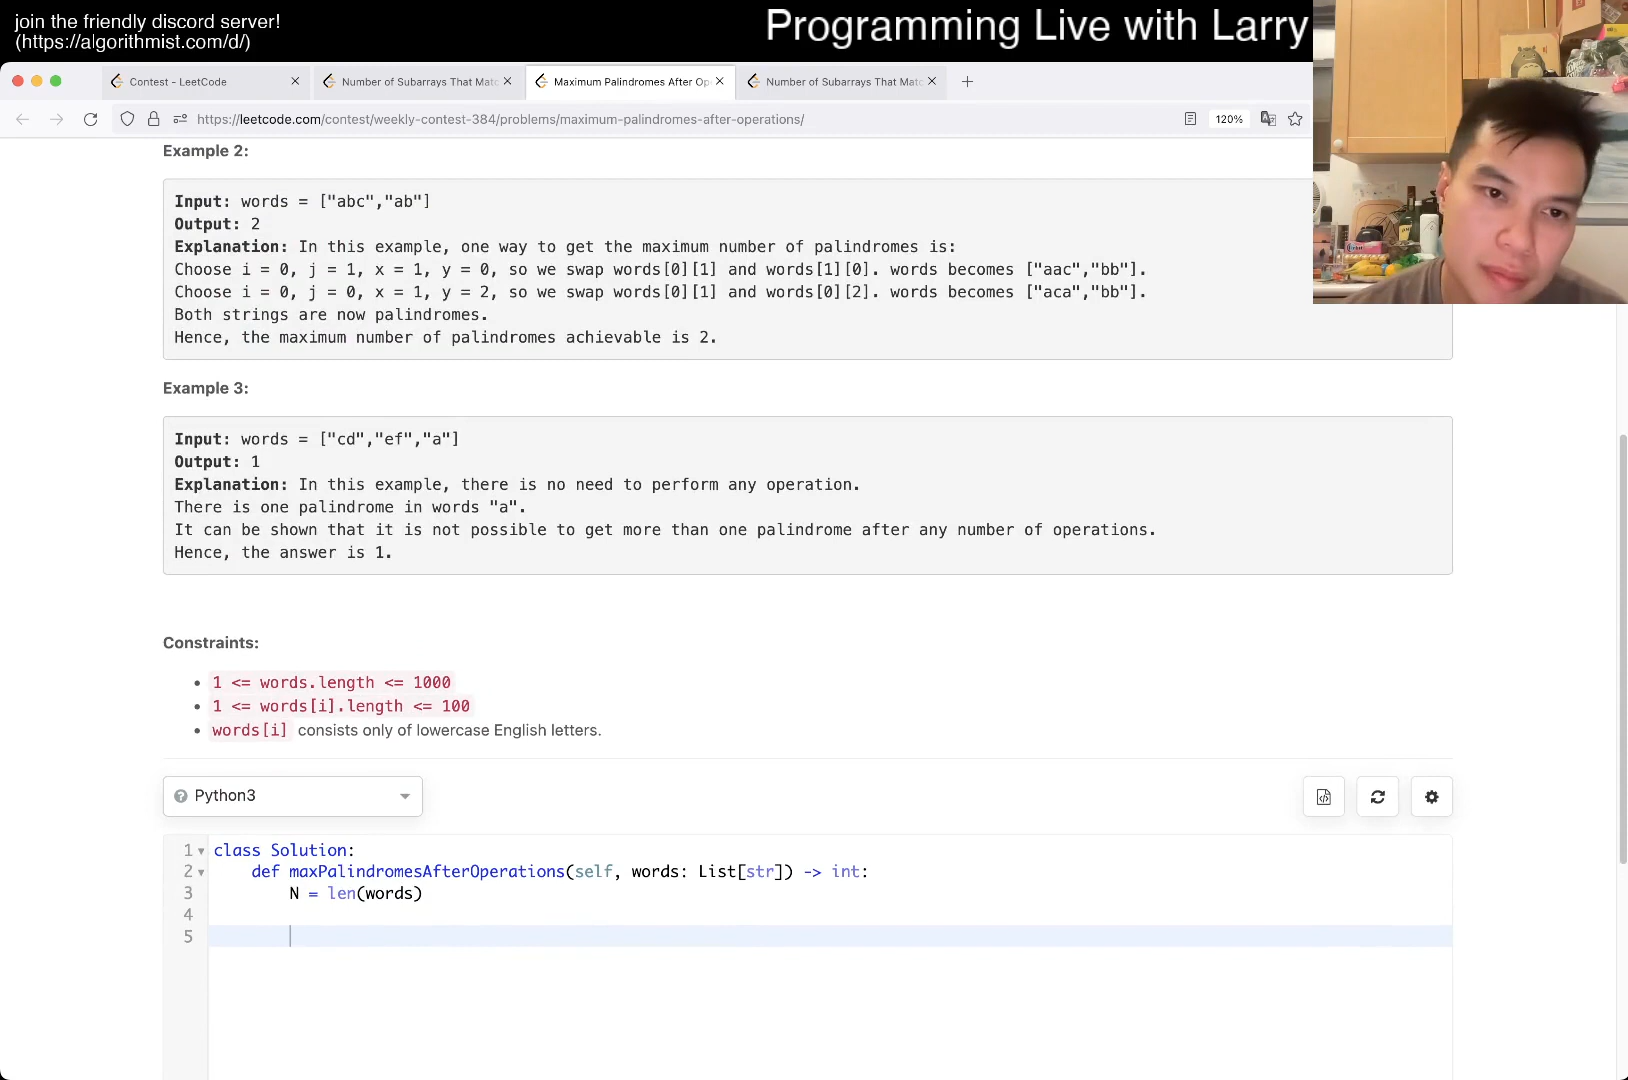 join the friendly discord server!
(https://algorithmist.com/d/)
Programming Live with Larry
Contest - LeetCode
Number of Subarrays That Matc
Maximum Palindromes After Op
Number of Subarrays That Matc
https://leetcode.com/contest/weekly-contest-384/problems/maximum-palindromes-after-operations/
120%
Example 2:
Input: words = ["abc","ab"]
Output: 2
Explanation: In this example, one way to get the maximum number of palindromes is:
Choose i = 0, j = 1, x = 1, y = 0, so we swap words[0][1] and words[1][0]. words becomes ["aac","bb"].
Choose i = 0, j = 0, x = 1, y = 2, so we swap words[0][1] and words[0][2]. words becomes ["aca","bb"].
Both strings are now palindromes.
Hence, the maximum number of palindromes achievable is 2.
Example 3:
Input: words = ["cd","ef","a"]
Output: 1
Explanation: In this example, there is no need to perform any operation.
There is one palindrome in words "a".
It can be shown that it is not possible to get more than one palindrome after any number of operations.
Hence, the answer is 1.
Constraints:
1 <= words.length <= 1000
1 <= words[i].length <= 100
words[i] consists only of lowercase English letters.
Python3
1 class Solution:
2 def maxPalindromesAfterOperations(self, words: List[str]) -> int:
3 N = len(words)
4
5